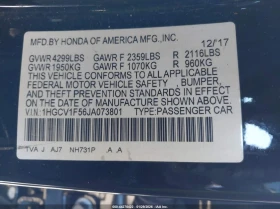 MFD. BY HONDA OF AMERICA MFG.,INC. 12/17
GVWR 4299LBS GAWR F 2359LBS R 2116LBS
GVWR 1950KG GAWR F 1070KG R 960KG
THIS VEHICLE CONFORMS TO ALL APPLICABLE
FEDERAL MOTOR VEHICLE SAFETY, BUMPER,
AND THEFT PREVENTION STANDARDS IN EFFECT
ON THE DATE OF MANUFACTURE SHOWN ABOVE.
V.I.N: 1HGCV1F56JA073801 TYPE:PASSENGER CAR
TVA J AJ7 NH731P A A